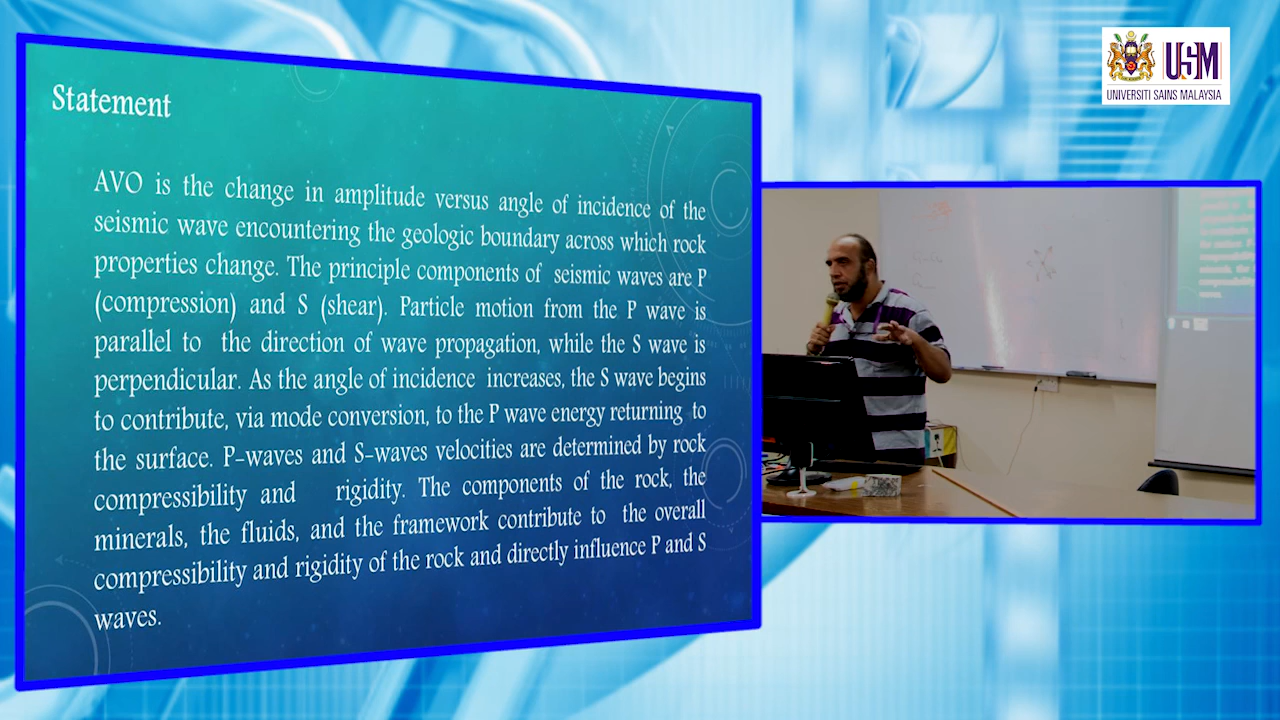 Statement
AVO is the change in amplitude versus angle of incidence of the
seismic wave encountering the geologic boundary across which rock
properties change. The principle components of seismic waves are P
(compression) and S (shear). Particle motion from the P wave is
parallel to the direction of wave propagation, while the S wave is
perpendicular. As the angle of incidence increases, the S wave begins
to contribute, via mode conversion, to the P wave energy returning to
the surface. P-waves and S-waves velocities are determined by rock
compressibility and rigidity. The components of the rock, the
minerals, the fluids, and the framework contribute to the overall
compressibility and rigidity of the rock and directly influence P and S
waves.
USM
UNIVERSITI SAINS MALAYSIA